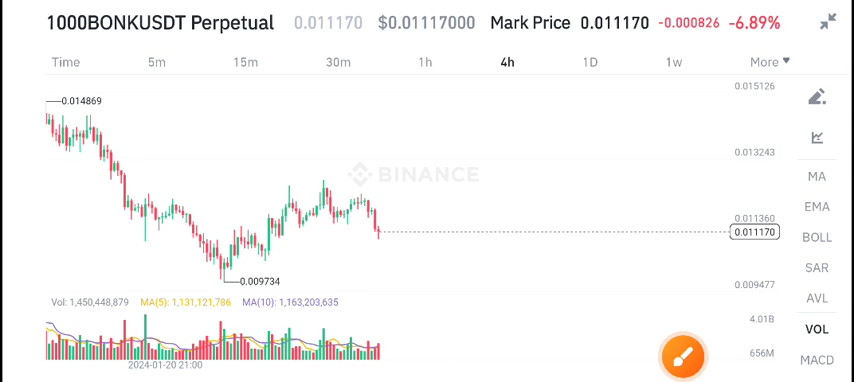 1000BONKUSDT Perpetual 0.011170 $0.01117000 Mark Price 0.011170 -0.000826 -6.89%
Time 5m 15m 30m 1h 4h 1D 1w More
0.015126
0.014869
0.013243
BINANCE
MA
EMA
0.011360
0.011170
BOLL
SAR
0.009734
0.009477
AVL
Vol: 1,450,448,879 MA(5): 1,131,121,786 MA(10): 1,163,203,635
4.01B
VOL
656M
MACD
2024-01-20 21:00